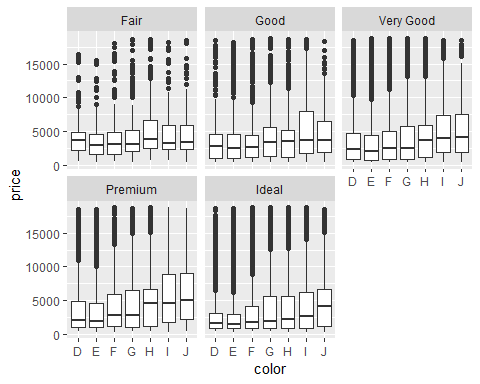 Fair Good Very Good
15000
10000
5000
0
D E F G H I J
price
Premium Ideal
15000
10000
5000
0
D E F G H I J D E F G H I J
color